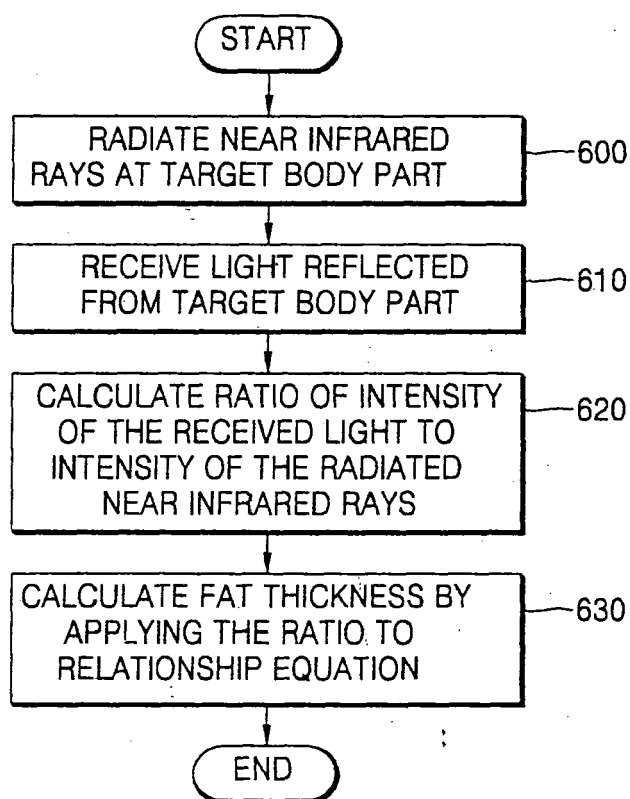 START
RADIATE NEAR INFRARED
RAYS AT TARGET BODY PART
600
RECEIVE LIGHT REFLECTED
FROM TARGET BODY PART
610
CALCULATE RATIO OF INTENSITY
OF THE RECEIVED LIGHT TO
INTENSITY OF THE RADIATED
NEAR INFRARED RAYS
620
CALCULATE FAT THICKNESS BY
APPLYING THE RATIO TO
RELATIONSHIP EQUATION
630
END